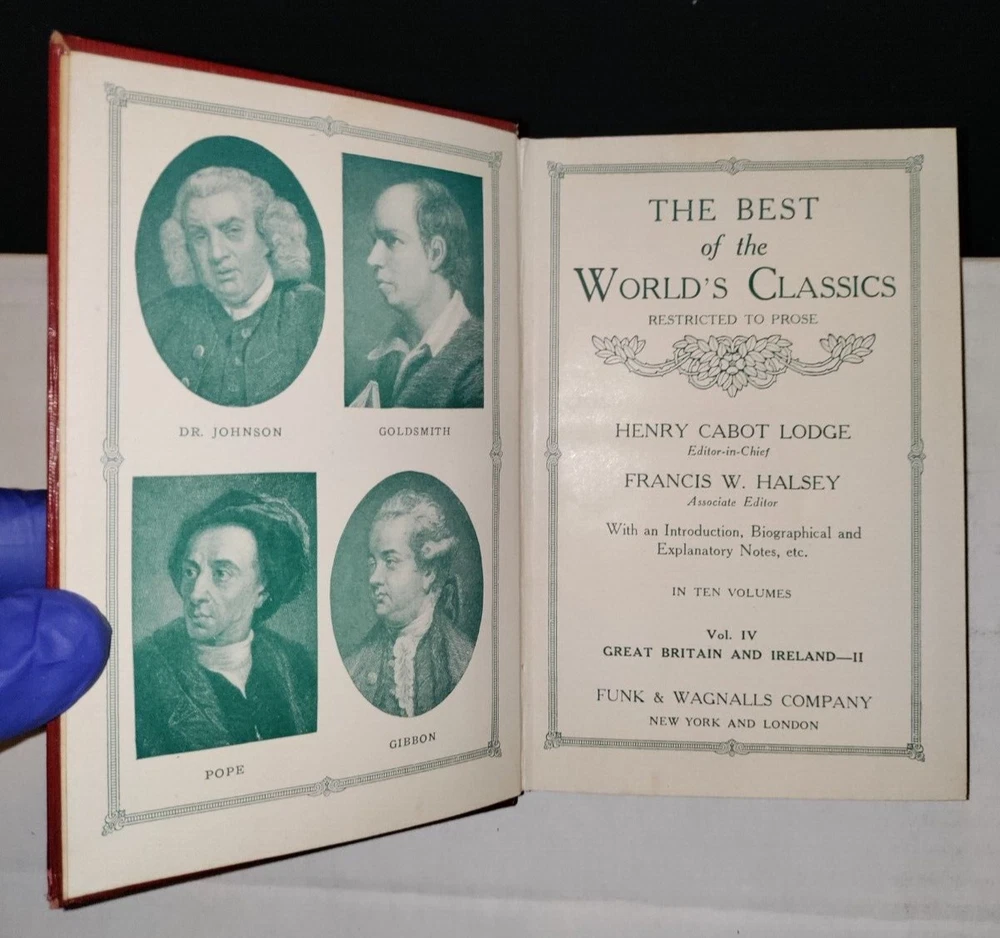 DR. JOHNSON
GOLDSMITH
POPE
GIBBON
THE BEST
of the
WORLD'S CLASSICS
RESTRICTED TO PROSE
HENRY CABOT LODGE
Editor-in-Chief
FRANCIS W. HALSEY
Associate Editor
With an Introduction, Biographical and
Explanatory Notes, etc.
IN TEN VOLUMES
Vol. IV
GREAT BRITAIN AND IRELAND—II
FUNK & WAGNALLS COMPANY
NEW YORK AND LONDON